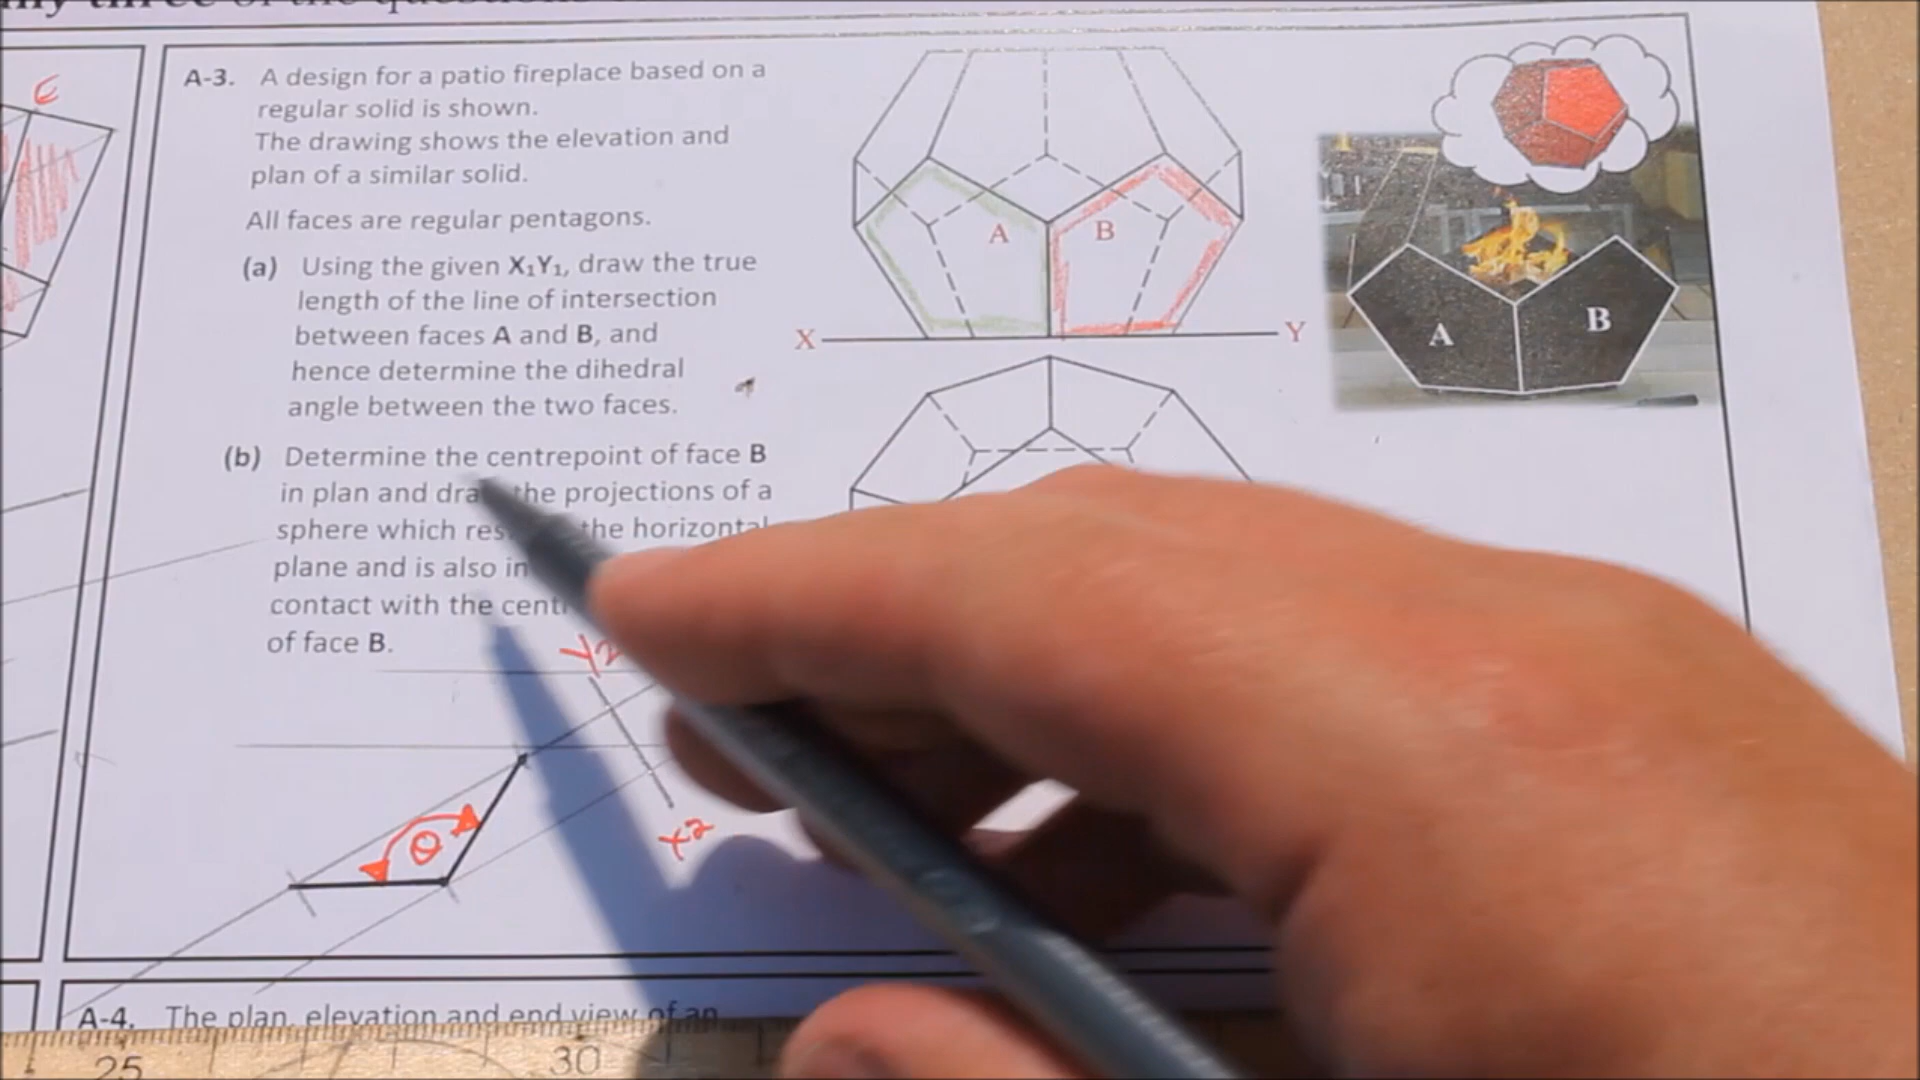 three of the questions
C
A-3. A design for a patio fireplace based on a
regular solid is shown.
The drawing shows the elevation and
plan of a similar solid.
All faces are regular pentagons.
(a) Using the given X₁Y₁, draw the true
length of the line of intersection
between faces A and B, and
hence determine the dihedral
angle between the two faces.
(b) Determine the centrepoint of face B
in plan and the projections of a
sphere which the horizontal
plane and is also in
contact with the
of face B.
A
B
X
Y
A
B
Y2
X2
θ
A-4. The plan, elevation and end view of an
25
30